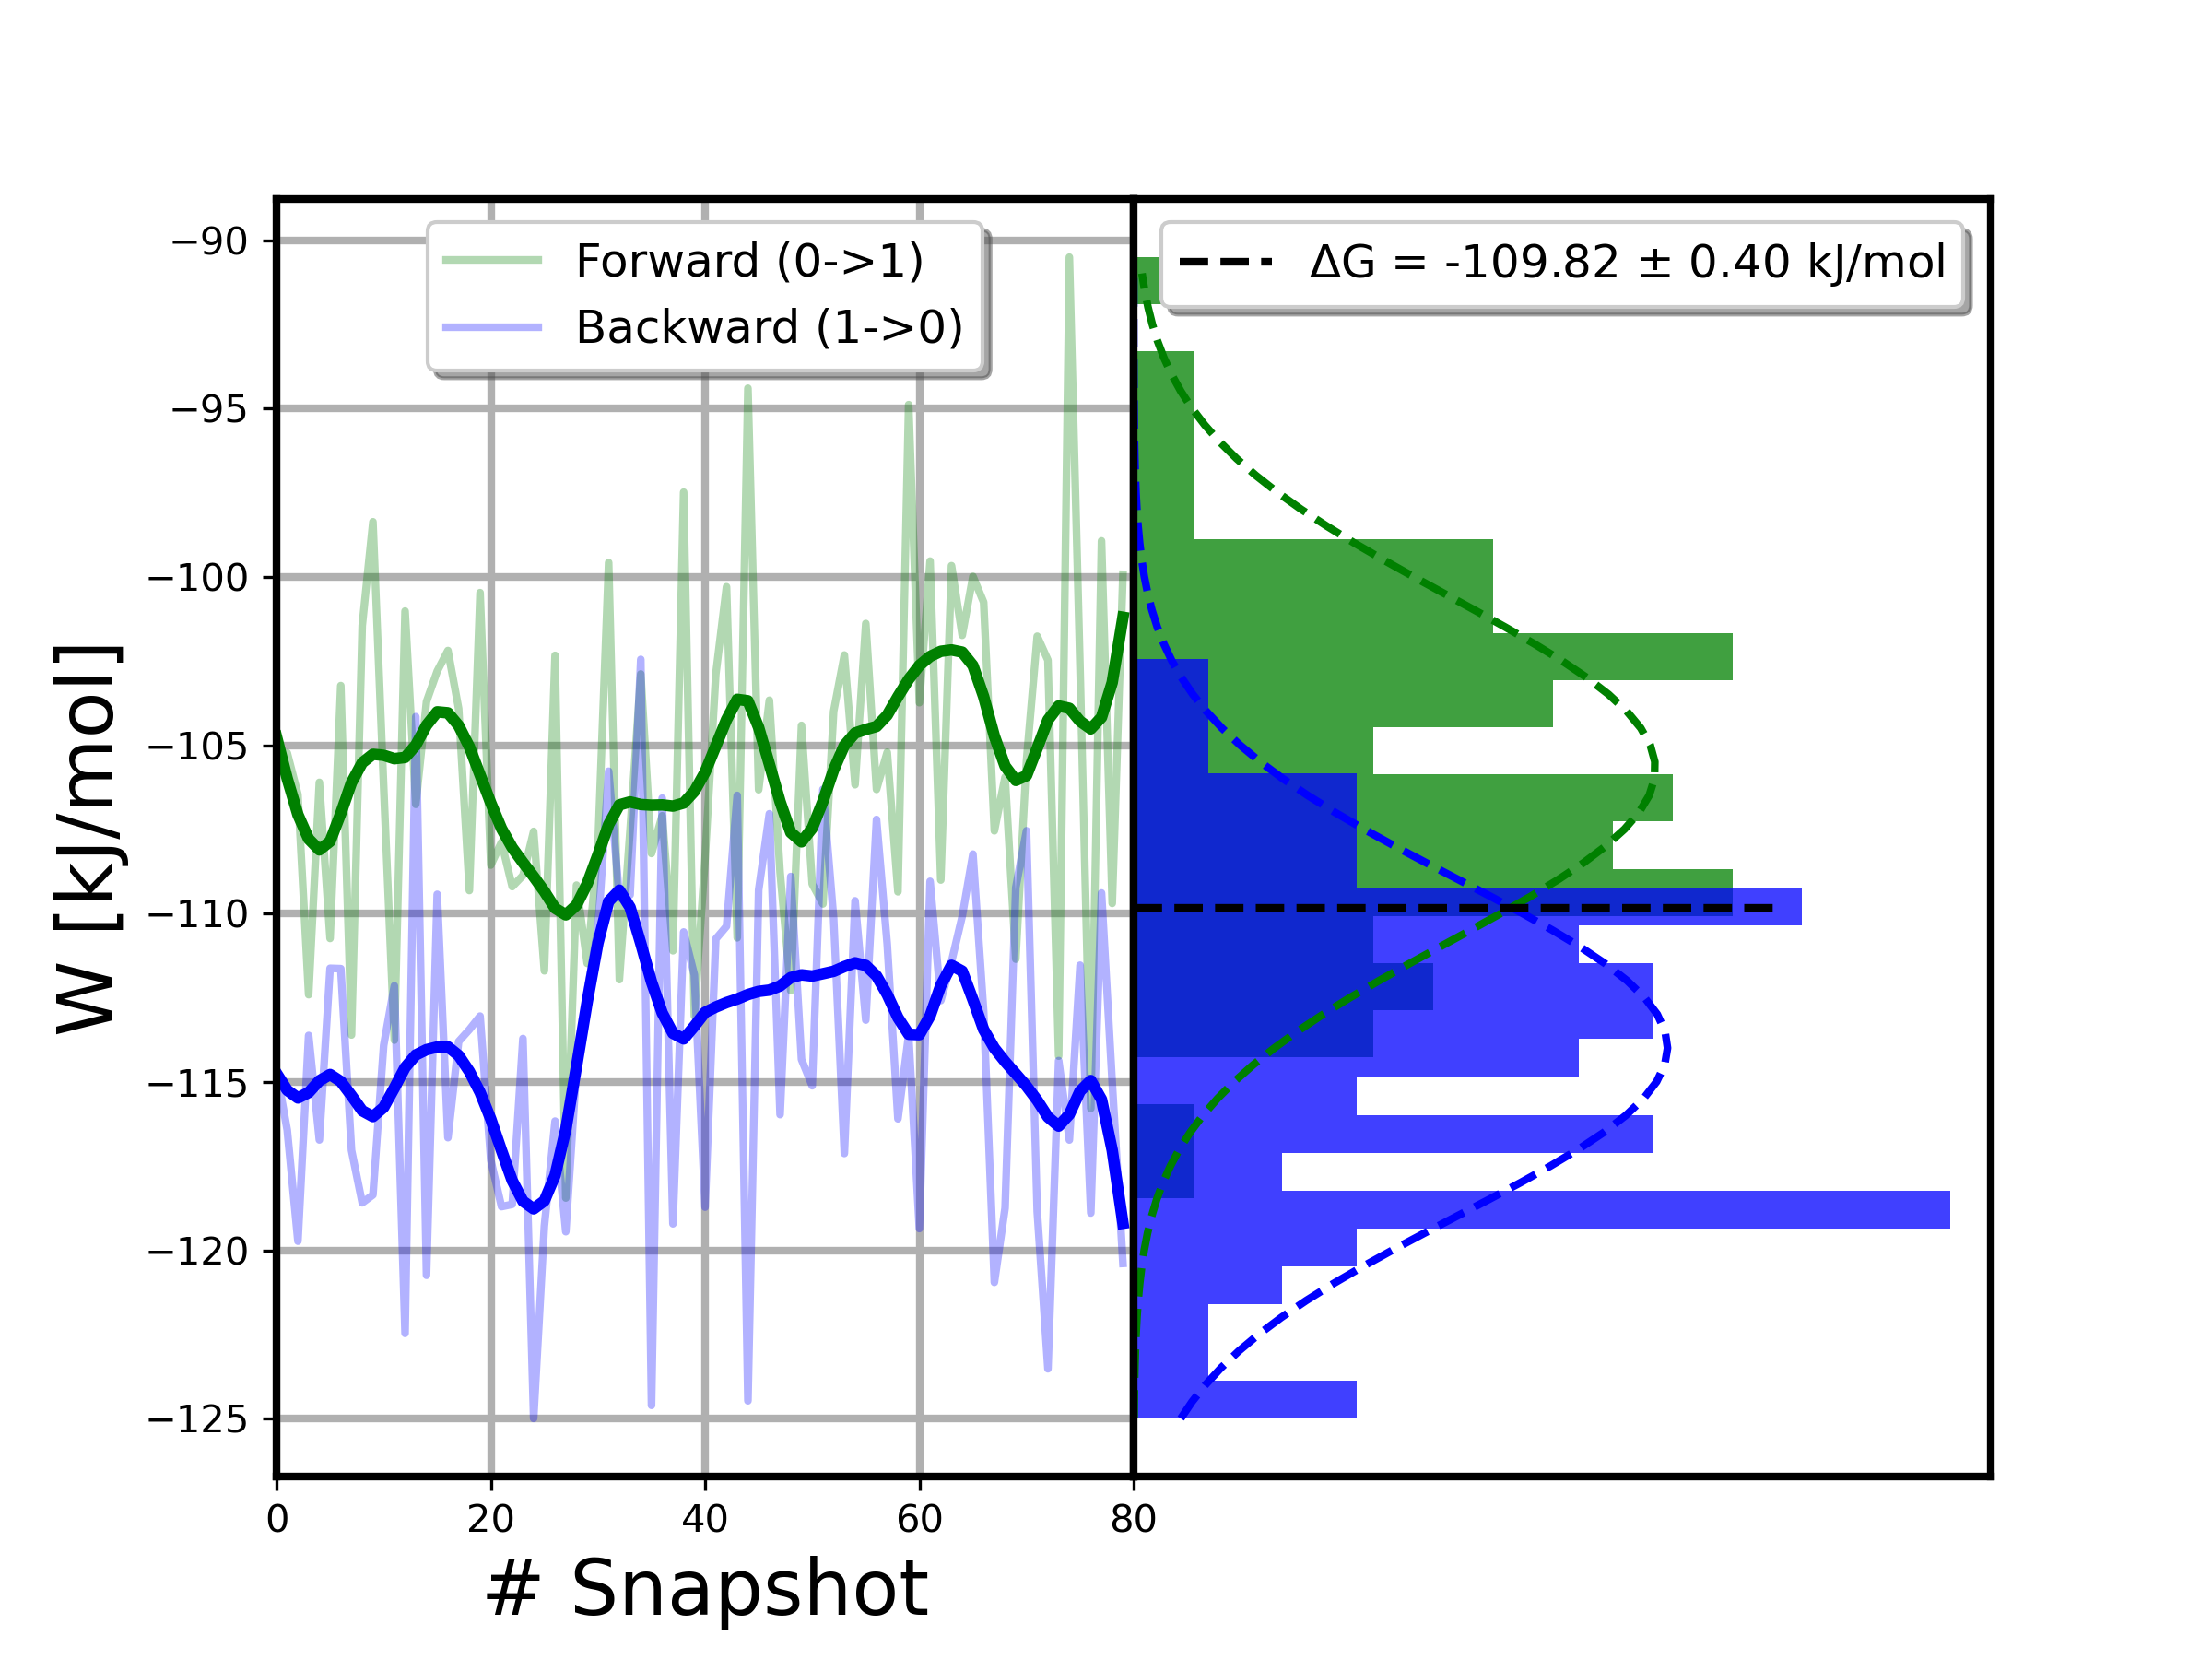 Forward (0->1)
Backward (1->0)
ΔG = -109.82 ± 0.40 kJ/mol
W [kJ/mol]
−90
−95
−100
−105
−110
−115
−120
−125
0 20 40 60 80
# Snapshot